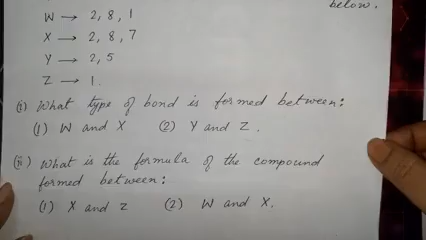 below.
W → 2, 8, 1
X → 2, 8, 7
Y → 2, 5
Z → 1.
(i) What type of bond is formed between:
(1) W and X (2) Y and Z.
(ii) What is the formula of the compound
formed between:
(1) X and Z (2) W and X.